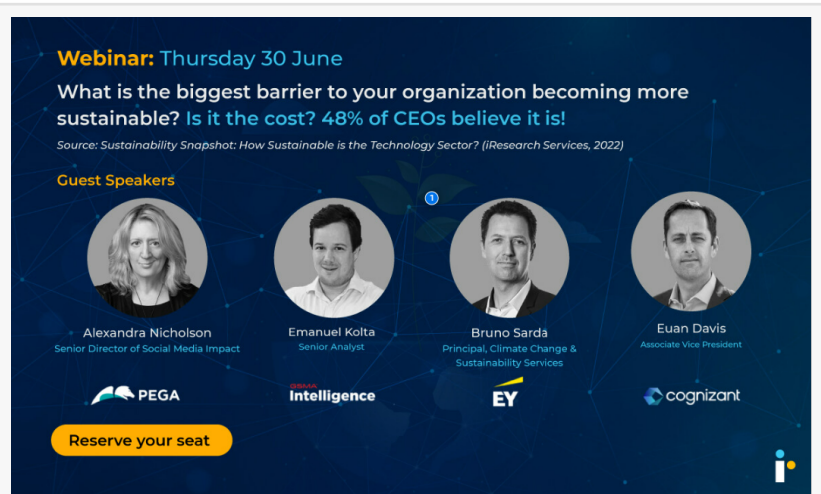 Webinar: Thursday 30 June
What is the biggest barrier to your organization becoming more
sustainable? Is it the cost? 48% of CEOs believe it is!
Source: Sustainability Snapshot: How Sustainable is the Technology Sector? (iResearch Services, 2022)
Guest Speakers
1
Alexandra Nicholson
Senior Director of Social Media Impact
PEGA
Emanuel Kolta
Senior Analyst
GSMA
Intelligence
Bruno Sarda
Principal, Climate Change &
Sustainability Services
EY
Euan Davis
Associate Vice President
cognizant
Reserve your seat
ir